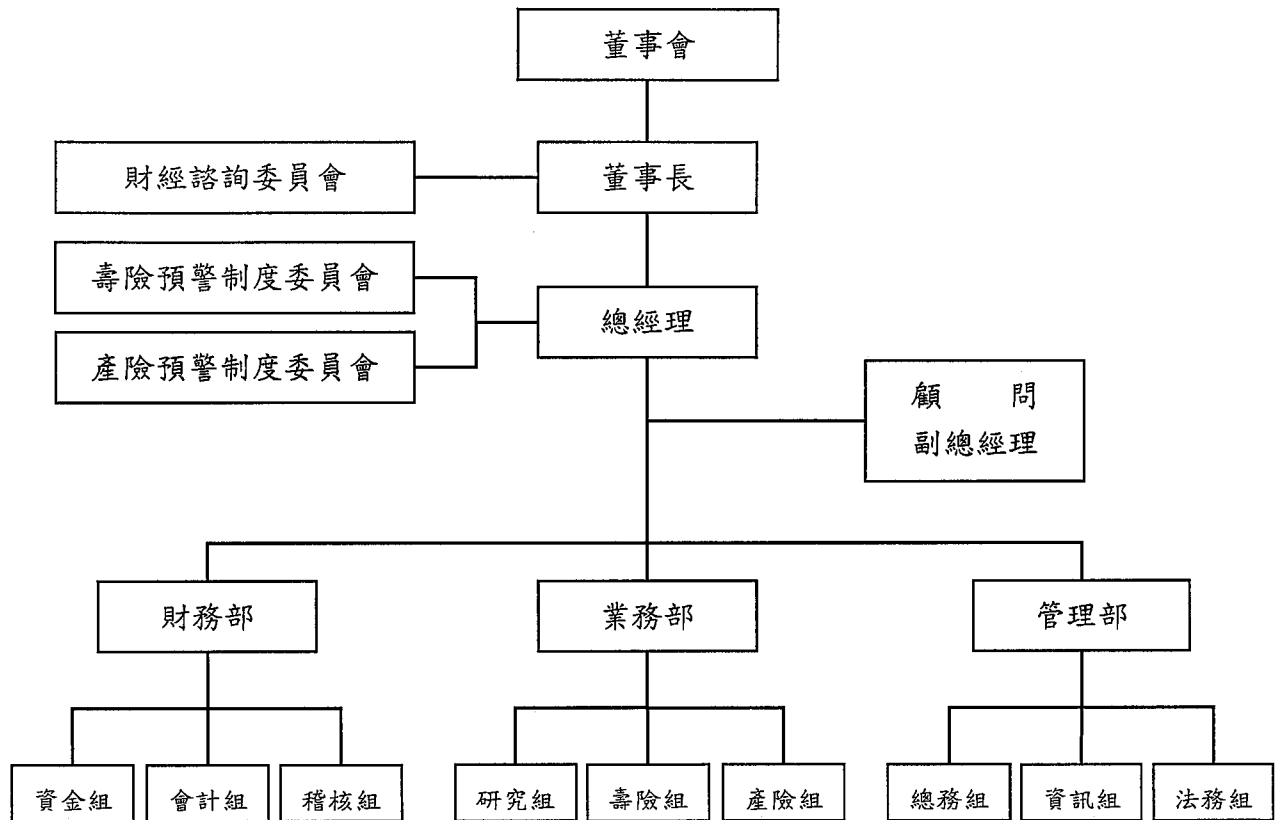 董事會
財經諮詢委員會
董事長
壽險預警制度委員會
總經理
產險預警制度委員會
顧 問
副總經理
財務部
業務部
管理部
資金組
會計組
稽核組
研究組
壽險組
產險組
總務組
資訊組
法務組